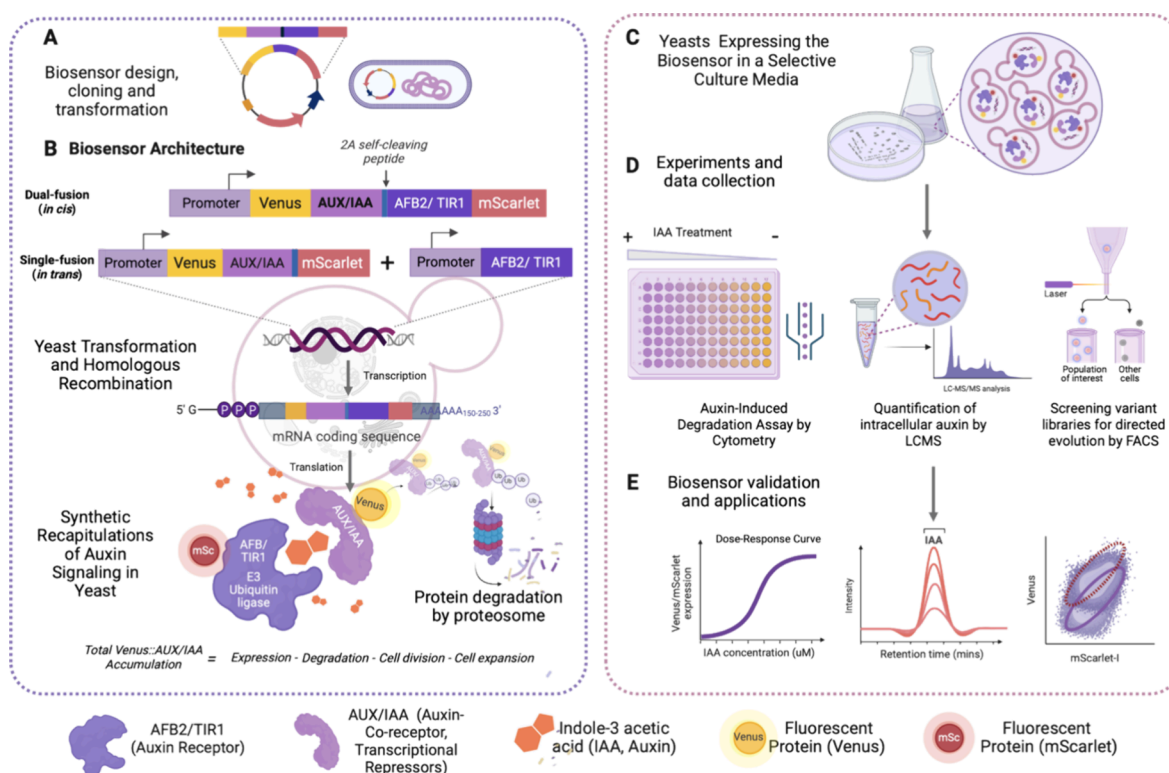 A
Biosensor design,
cloning and
transformation
B Biosensor Architecture
2A self-cleaving
peptide
Dual-fusion
(in cis)
Promoter Venus AUX/IAA AFB2/ TIR1 mScarlet
Single-fusion
(in trans)
Promoter Venus AUX/IAA mScarlet + Promoter AFB2/ TIR1
Yeast Transformation
and Homologous
Recombination
Transcription
5' G P P P AAAAAA150-250 3'
mRNA coding sequence
Translation
Synthetic
Recapitulations
of Auxin
Signaling in
Yeast
mSc
AFB/
TIR1
E3
Ubiquitin
ligase
AUX/IAA
Venus
Ub
Ub
Ub
Protein degradation
by proteosome
Total Venus::AUX/IAA
Accumulation
= Expression - Degradation - Cell division - Cell expansion
C
Yeasts Expressing the
Biosensor in a Selective
Culture Media
D
Experiments and
data collection
+ IAA Treatment -
Laser
Population
of interest
Other
cells
LC-MS/MS analysis
Auxin-Induced
Degradation Assay by
Cytometry
Quantification of
intracellular auxin by
LCMS
Screening variant
libraries for directed
evolution by FACS
E
Biosensor validation
and applications
Dose-Response Curve
Venus/mScarlet
expression
IAA concentration (uM)
IAA
Intensity
Retention time (mins)
Venus
mScarlet-I
AFB2/TIR1
(Auxin Receptor)
AUX/IAA (Auxin-
Co-receptor,
Transcriptional
Repressors)
Indole-3 acetic
acid (IAA, Auxin)
Venus
Fluorescent
Protein (Venus)
mSc
Fluorescent
Protein (mScarlet)